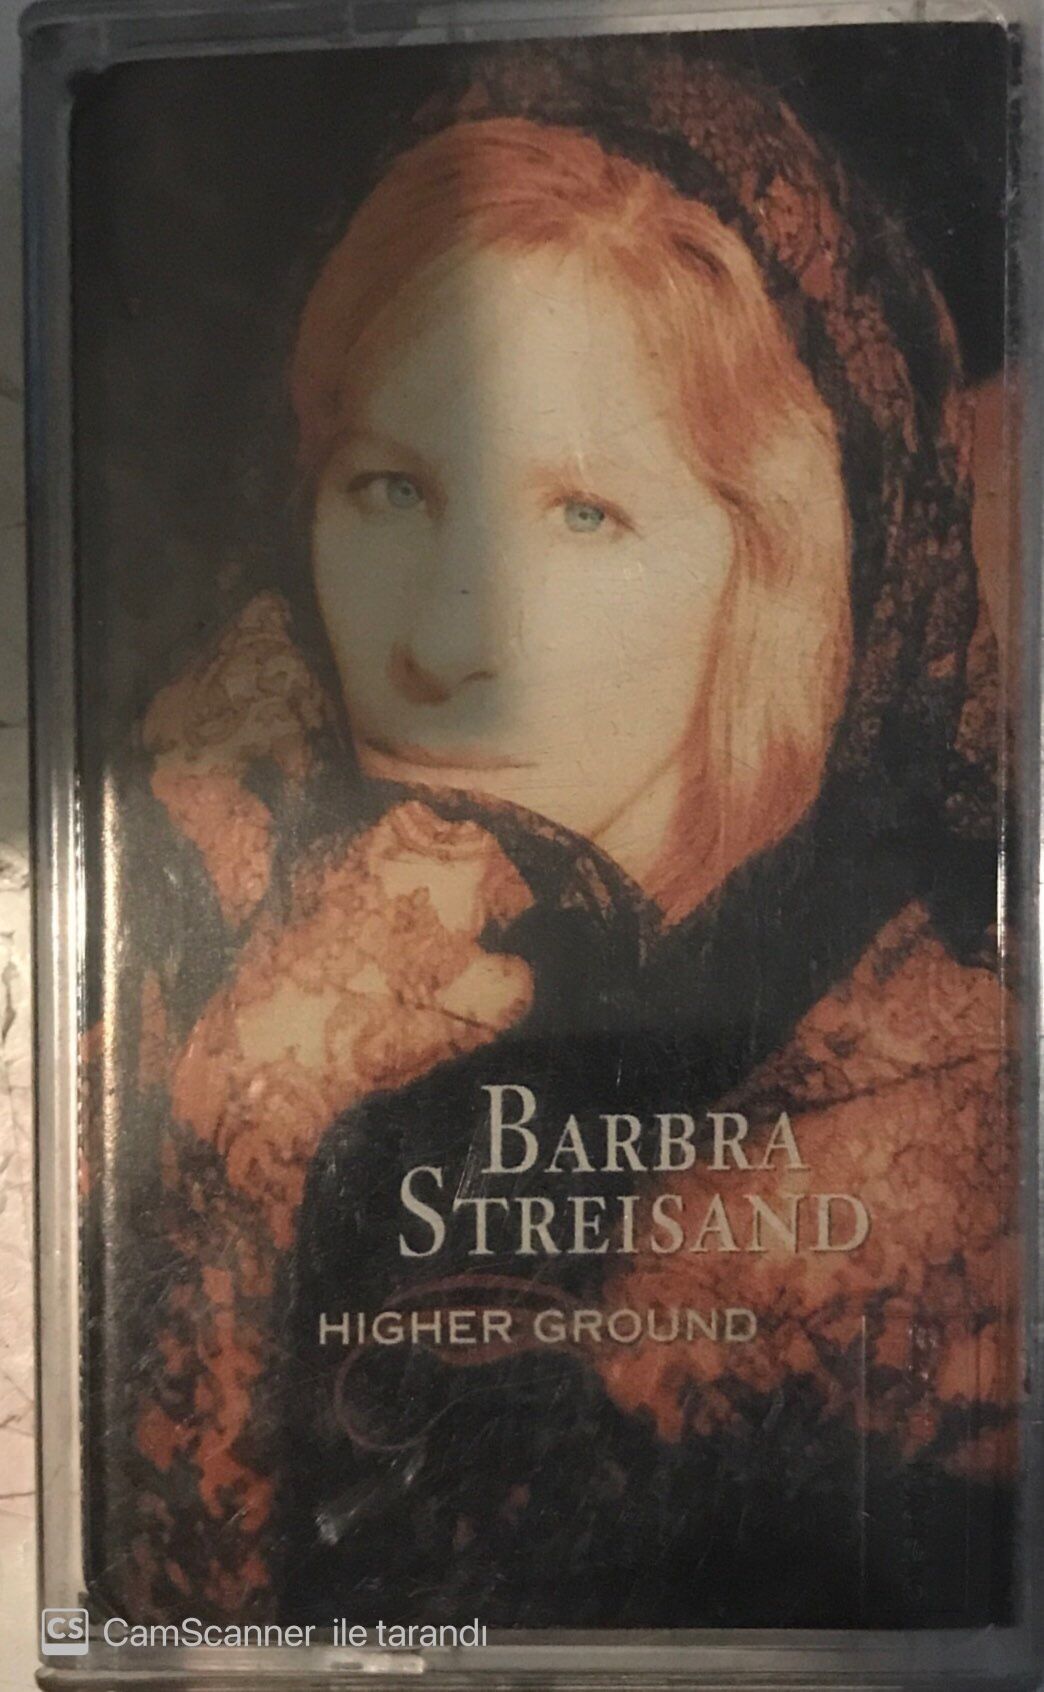 BARBRA
STREISAND
HIGHER GROUND
CS CamScanner ile tarandı